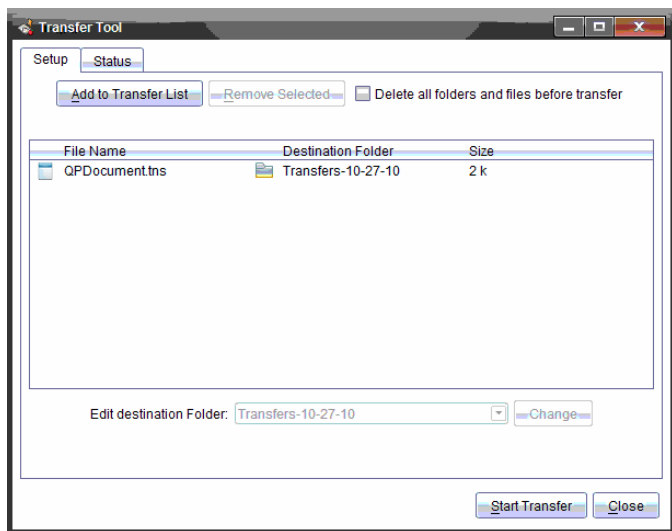 Transfer Tool
Setup Status
Add to Transfer List Remove Selected Delete all folders and files before transfer
File Name Destination Folder Size
QPDocument.tns Transfers-10-27-10 2 k
Edit destination Folder: Transfers-10-27-10 Change
Start Transfer Close